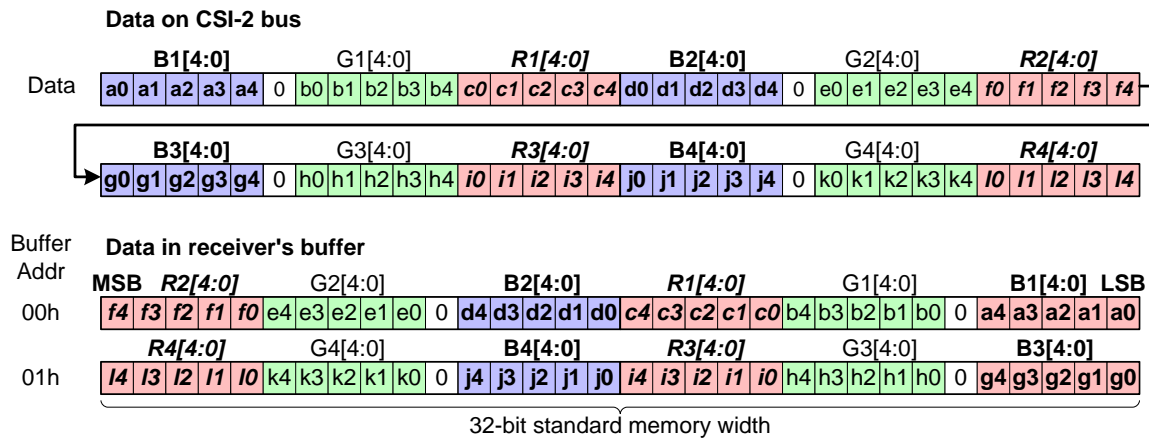 Data on CSI-2 bus
B1[4:0] G1[4:0] R1[4:0] B2[4:0] G2[4:0] R2[4:0]
Data a0 a1 a2 a3 a4 0 b0 b1 b2 b3 b4 c0 c1 c2 c3 c4 d0 d1 d2 d3 d4 0 e0 e1 e2 e3 e4 f0 f1 f2 f3 f4
B3[4:0] G3[4:0] R3[4:0] B4[4:0] G4[4:0] R4[4:0]
g0 g1 g2 g3 g4 0 h0 h1 h2 h3 h4 i0 i1 i2 i3 i4 j0 j1 j2 j3 j4 0 k0 k1 k2 k3 k4 l0 l1 l2 l3 l4
Buffer Addr
Data in receiver's buffer
MSB R2[4:0] G2[4:0] B2[4:0] R1[4:0] G1[4:0] B1[4:0] LSB
00h f4 f3 f2 f1 f0 e4 e3 e2 e1 e0 0 d4 d3 d2 d1 d0 c4 c3 c2 c1 c0 b4 b3 b2 b1 b0 0 a4 a3 a2 a1 a0
R4[4:0] G4[4:0] B4[4:0] R3[4:0] G3[4:0] B3[4:0]
01h l4 l3 l2 l1 l0 k4 k3 k2 k1 k0 0 j4 j3 j2 j1 j0 i4 i3 i2 i1 i0 h4 h3 h2 h1 h0 0 g4 g3 g2 g1 g0
32-bit standard memory width